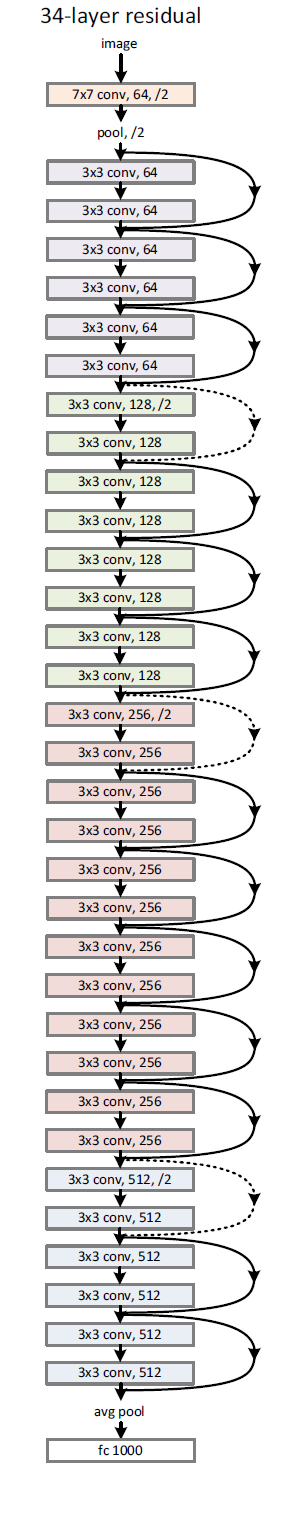 34-layer residual
image
7x7 conv, 64, /2
pool, /2
3x3 conv, 64
3x3 conv, 64
3x3 conv, 64
3x3 conv, 64
3x3 conv, 64
3x3 conv, 64
3x3 conv, 128, /2
3x3 conv, 128
3x3 conv, 128
3x3 conv, 128
3x3 conv, 128
3x3 conv, 128
3x3 conv, 128
3x3 conv, 128
3x3 conv, 256, /2
3x3 conv, 256
3x3 conv, 256
3x3 conv, 256
3x3 conv, 256
3x3 conv, 256
3x3 conv, 256
3x3 conv, 256
3x3 conv, 256
3x3 conv, 256
3x3 conv, 256
3x3 conv, 256
3x3 conv, 512, /2
3x3 conv, 512
3x3 conv, 512
3x3 conv, 512
3x3 conv, 512
3x3 conv, 512
avg pool
fc 1000